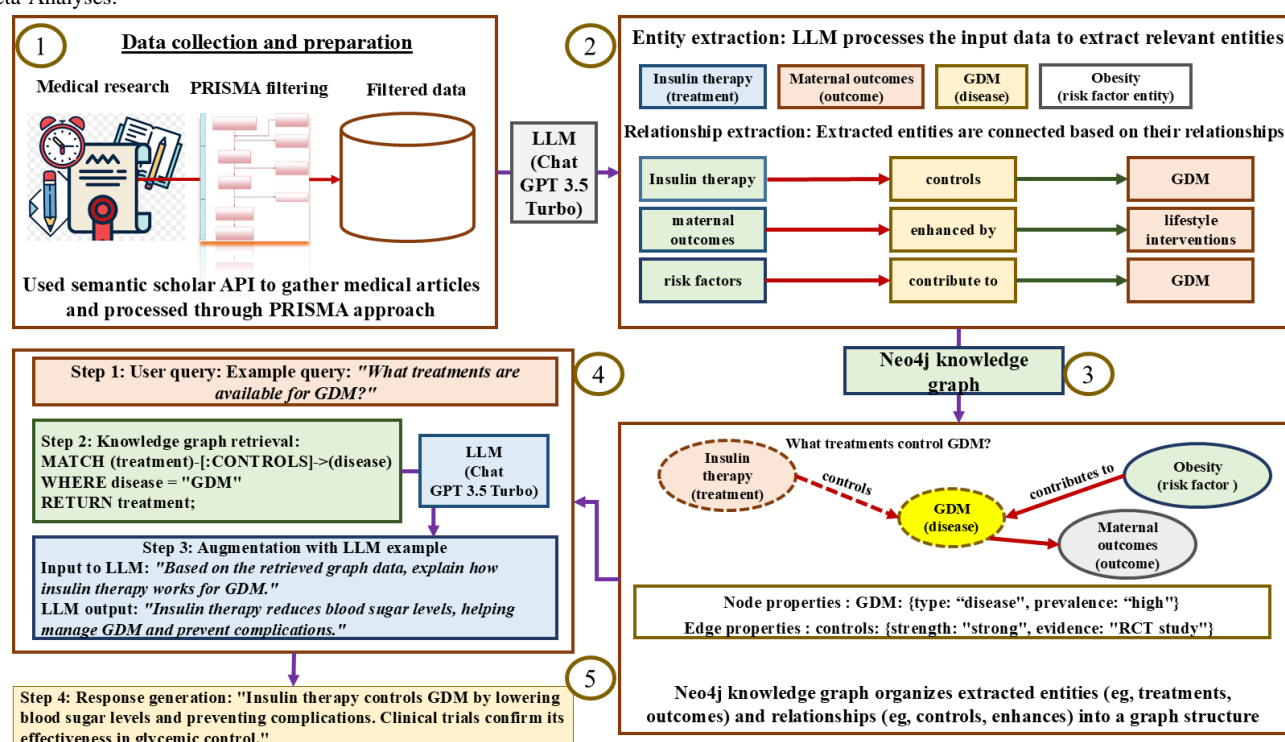 eta-Analyses.
1
Data collection and preparation
Medical research
PRISMA filtering
Filtered data
Used semantic scholar API to gather medical articles
and processed through PRISMA approach
LLM
(Chat
GPT 3.5
Turbo)
2
Entity extraction: LLM processes the input data to extract relevant entities
Insulin therapy
(treatment)
Maternal outcomes
(outcome)
GDM
(disease)
Obesity
(risk factor entity)
Relationship extraction: Extracted entities are connected based on their relationships
Insulin therapy
controls
GDM
maternal
outcomes
enhanced by
lifestyle
interventions
risk factors
contribute to
GDM
Neo4j knowledge
graph
3
What treatments control GDM?
Insulin
therapy
(treatment)
controls
GDM
(disease)
contributes to
Obesity
(risk factor )
Maternal
outcomes
(outcome)
Node properties : GDM: {type: “disease", prevalence: “high"}
Edge properties : controls: {strength: "strong", evidence: "RCT study"}
Neo4j knowledge graph organizes extracted entities (eg, treatments,
outcomes) and relationships (eg, controls, enhances) into a graph structure
4
Step 1: User query: Example query: "What treatments are
available for GDM?"
Step 2: Knowledge graph retrieval:
MATCH (treatment)-[:CONTROLS]->(disease)
WHERE disease = "GDM"
RETURN treatment;
LLM
(Chat
GPT 3.5 Turbo)
Step 3: Augmentation with LLM example
Input to LLM: "Based on the retrieved graph data, explain how
insulin therapy works for GDM."
LLM output: "Insulin therapy reduces blood sugar levels, helping
manage GDM and prevent complications."
5
Step 4: Response generation: "Insulin therapy controls GDM by lowering
blood sugar levels and preventing complications. Clinical trials confirm its
effectiveness in glycemic control."